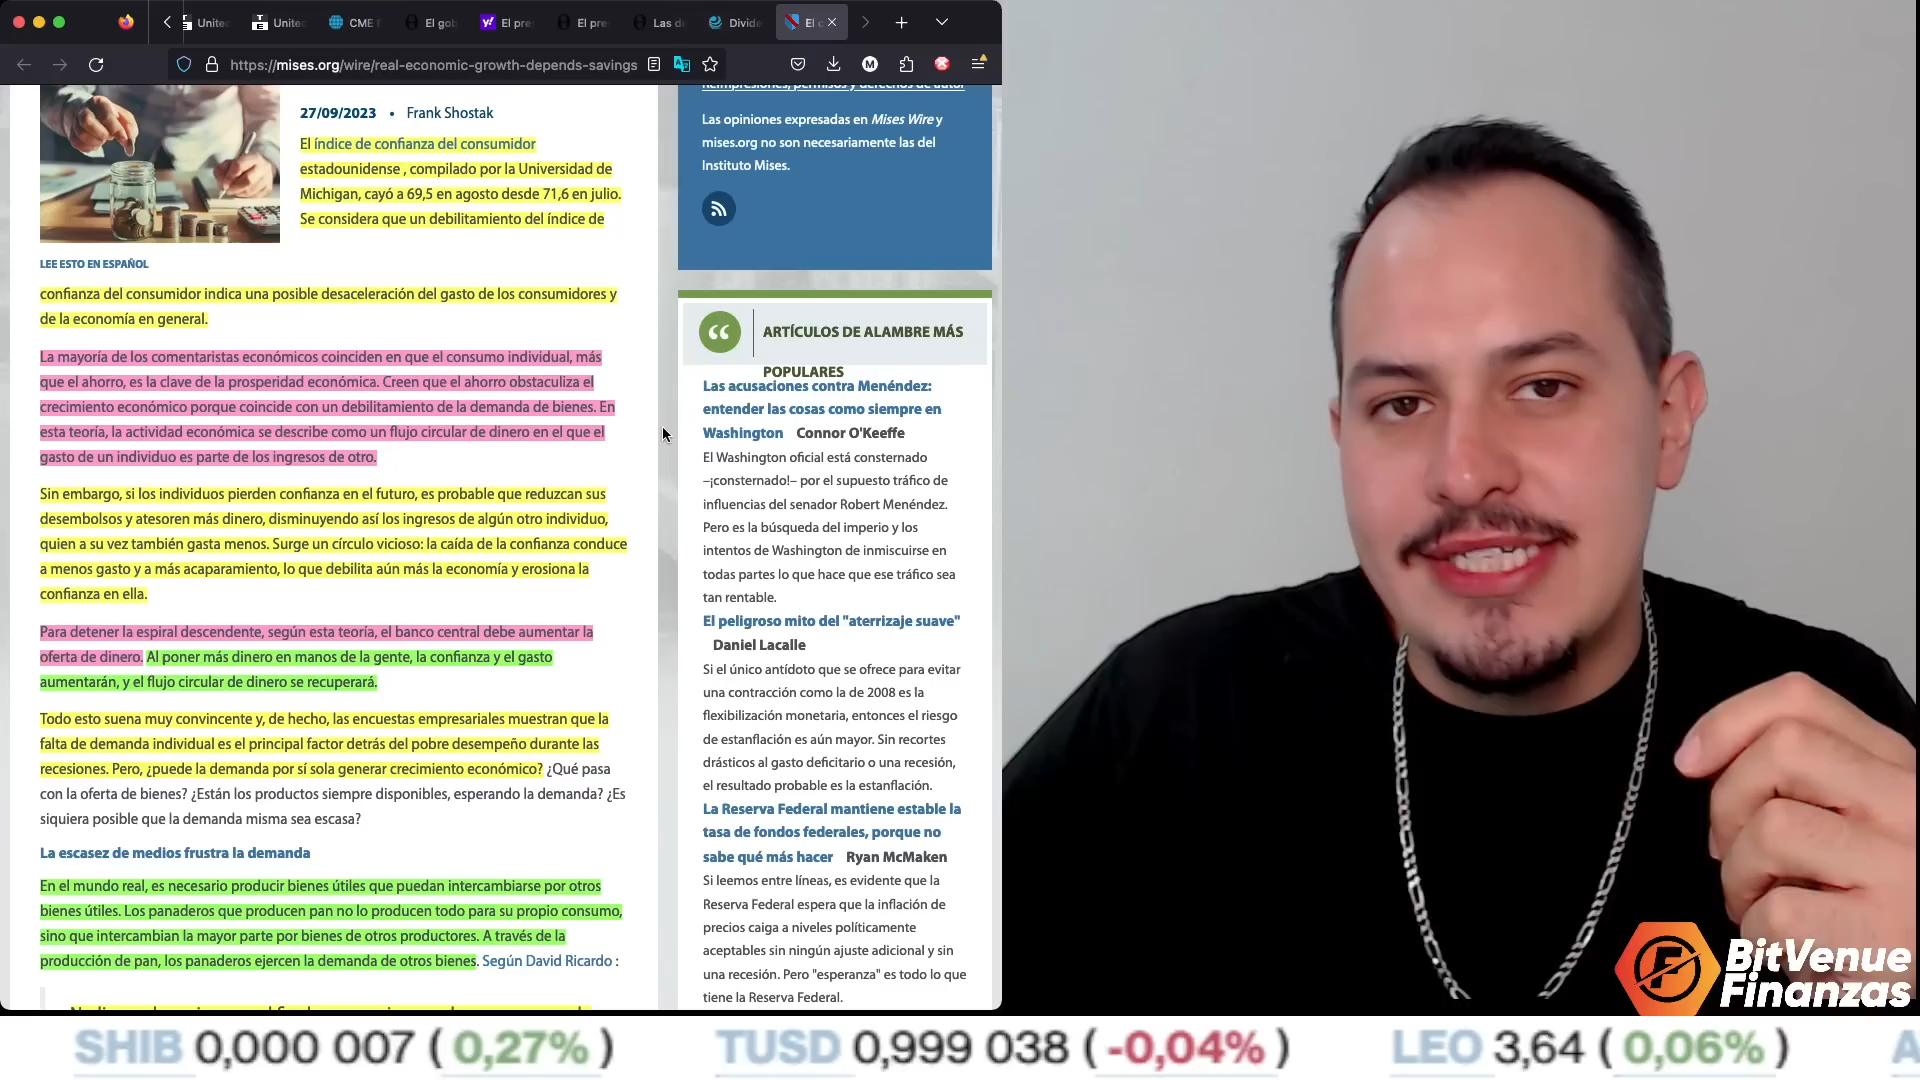 Unitec
Unitec
CME F
El gob
El pres
El pre
Las d
Divide
El c
https://mises.org/wire/real-economic-growth-depends-savings
27/09/2023 • Frank Shostak
El índice de confianza del consumidor
estadounidense , compilado por la Universidad de
Michigan, cayó a 69,5 en agosto desde 71,6 en julio.
Se considera que un debilitamiento del índice de
LEE ESTO EN ESPAÑOL
confianza del consumidor indica una posible desaceleración del gasto de los consumidores y
de la economía en general.
La mayoría de los comentaristas económicos coinciden en que el consumo individual, más
que el ahorro, es la clave de la prosperidad económica. Creen que el ahorro obstaculiza el
crecimiento económico porque coincide con un debilitamiento de la demanda de bienes. En
esta teoría, la actividad económica se describe como un flujo circular de dinero en el que el
gasto de un individuo es parte de los ingresos de otro.
Sin embargo, si los individuos pierden confianza en el futuro, es probable que reduzcan sus
desembolsos y atesoren más dinero, disminuyendo así los ingresos de algún otro individuo,
quien a su vez también gasta menos. Surge un círculo vicioso: la caída de la confianza conduce
a menos gasto y a más acaparamiento, lo que debilita aún más la economía y erosiona la
confianza en ella.
Para detener la espiral descendente, según esta teoría, el banco central debe aumentar la
oferta de dinero. Al poner más dinero en manos de la gente, la confianza y el gasto
aumentarán, y el flujo circular de dinero se recuperará.
Todo esto suena muy convincente y, de hecho, las encuestas empresariales muestran que la
falta de demanda individual es el principal factor detrás del pobre desempeño durante las
recesiones. Pero, ¿puede la demanda por sí sola generar crecimiento económico? ¿Qué pasa
con la oferta de bienes? ¿Están los productos siempre disponibles, esperando la demanda? ¿Es
siquiera posible que la demanda misma sea escasa?
La escasez de medios frustra la demanda
En el mundo real, es necesario producir bienes útiles que puedan intercambiarse por otros
bienes útiles. Los panaderos que producen pan no lo producen todo para su propio consumo,
sino que intercambian la mayor parte por bienes de otros productores. A través de la
producción de pan, los panaderos ejercen la demanda de otros bienes. Según David Ricardo :
Reimpresiones, permisos y derechos de autor
Las opiniones expresadas en Mises Wire y
mises.org no son necesariamente las del
Instituto Mises.
ARTÍCULOS DE ALAMBRE MÁS
POPULARES
Las acusaciones contra Menéndez:
entender las cosas como siempre en
Washington Connor O'Keeffe
El Washington oficial está consternado
–¡consternado!– por el supuesto tráfico de
influencias del senador Robert Menéndez.
Pero es la búsqueda del imperio y los
intentos de Washington de inmiscuirse en
todas partes lo que hace que ese tráfico sea
tan rentable.
El peligroso mito del "aterrizaje suave"
Daniel Lacalle
Si el único antídoto que se ofrece para evitar
una contracción como la de 2008 es la
flexibilización monetaria, entonces el riesgo
de estanflación es aún mayor. Sin recortes
drásticos al gasto deficitario o una recesión,
el resultado probable es la estanflación.
La Reserva Federal mantiene estable la
tasa de fondos federales, porque no
sabe qué más hacer Ryan McMaken
Si leemos entre líneas, es evidente que la
Reserva Federal espera que la inflación de
precios caiga a niveles políticamente
aceptables sin ningún ajuste adicional y sin
una recesión. Pero "esperanza" es todo lo que
tiene la Reserva Federal.
BitVenue
Finanzas
SHIB 0,000 007 ( 0,27% ) TUSD 0,999 038 ( -0,04% ) LEO 3,64 ( 0,06% ) A